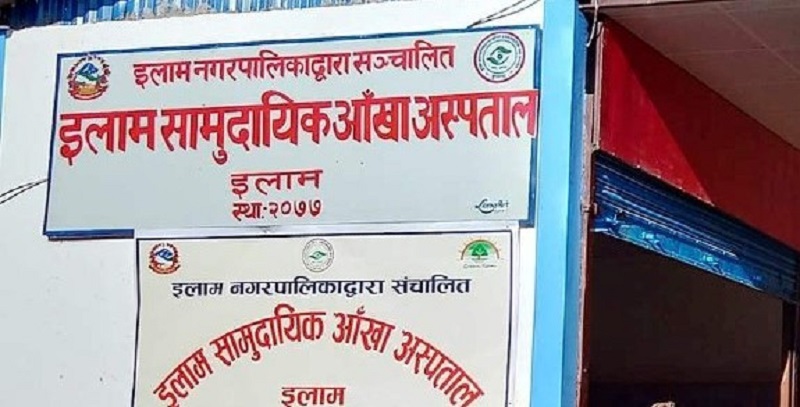 इलाम नगरपालिकाद्वारा सञ्चालित
इलाम सामुदायिक आँखा अस्पताल
इलाम
स्था.२०७७
इलाम नगरपालिकाद्वारा संचालित
इलाम सामुदायिक आँखा अस्पताल
इलाम